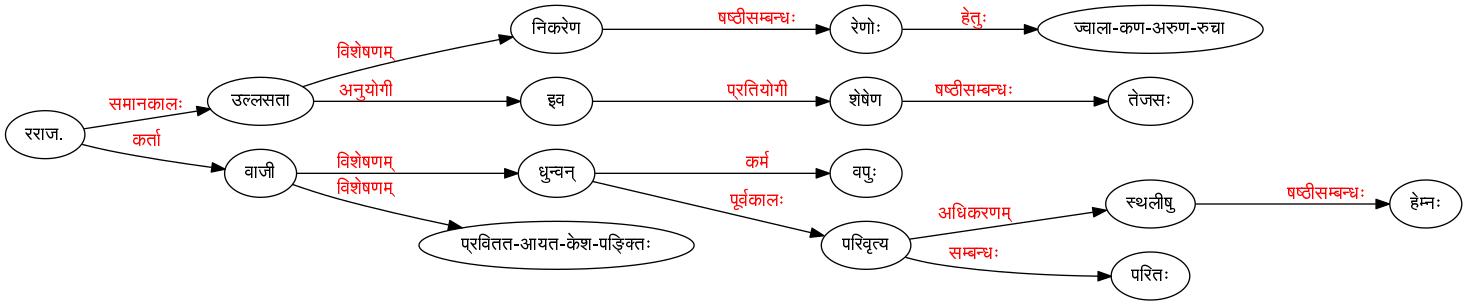 निकरेण
षष्ठीसम्बन्धः
रेणोः
हेतुः
ज्वाला-कण-अरुण-रुचा
विशेषणम्
समानकालः
उल्लसता
अनुयोगी
इव
प्रतियोगी
शेषेण
षष्ठीसम्बन्धः
तेजसः
रराज.
कर्ता
वाजी
विशेषणम्
धुन्वन्
कर्म
वपुः
विशेषणम्
पूर्वकालः
प्रवितत-आयत-केश-पङ्क्तिः
परिवृत्य
अधिकरणम्
स्थलीषु
षष्ठीसम्बन्धः
हेम्नः
सम्बन्धः
परितः